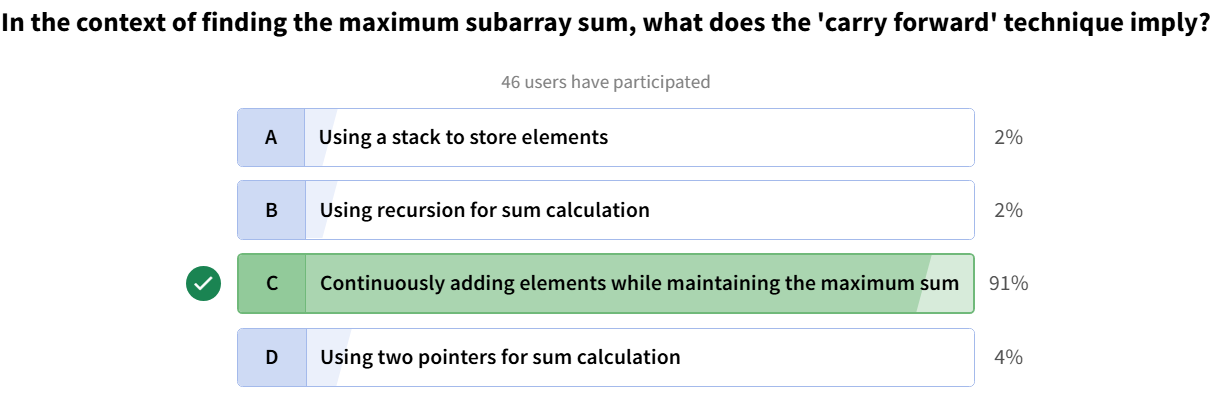 In the context of finding the maximum subarray sum, what does the 'carry forward' technique imply?
46 users have participated
A Using a stack to store elements 2%
B Using recursion for sum calculation 2%
C Continuously adding elements while maintaining the maximum sum 91%
D Using two pointers for sum calculation 4%